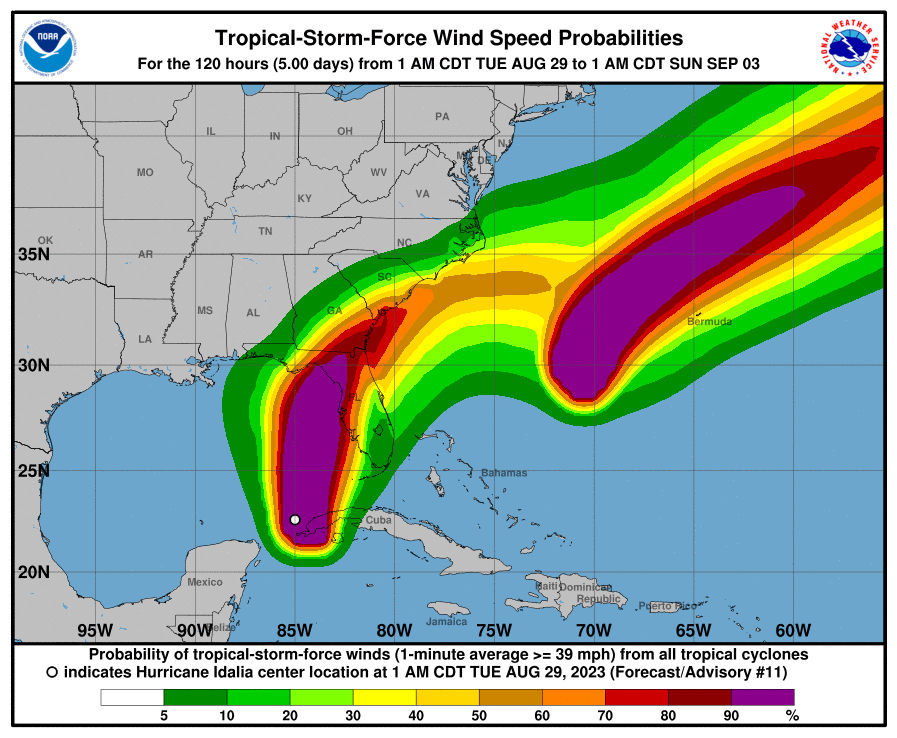 Tropical-Storm-Force Wind Speed Probabilities
For the 120 hours (5.00 days) from 1 AM CDT TUE AUG 29 to 1 AM CDT SUN SEP 03
NOAA
NATIONAL WEATHER SERVICE
PA
IL
IN
OH
NJ
DE
MO
WV
VA
KY
TN
OK
NC
35N
AR
SC
MS
AL
GA
Bermuda
LA
30N
25N
Bahamas
Cuba
20N
Mexico
Haiti
Dominican
Republic
Puerto Rico
Jamaica
Belize
95W
90W
85W
80W
75W
70W
65W
60W
Probability of tropical-storm-force winds (1-minute average >= 39 mph) from all tropical cyclones
indicates Hurricane Idalia center location at 1 AM CDT TUE AUG 29, 2023 (Forecast/Advisory #11)
5 10 20 30 40 50 60 70 80 90 %